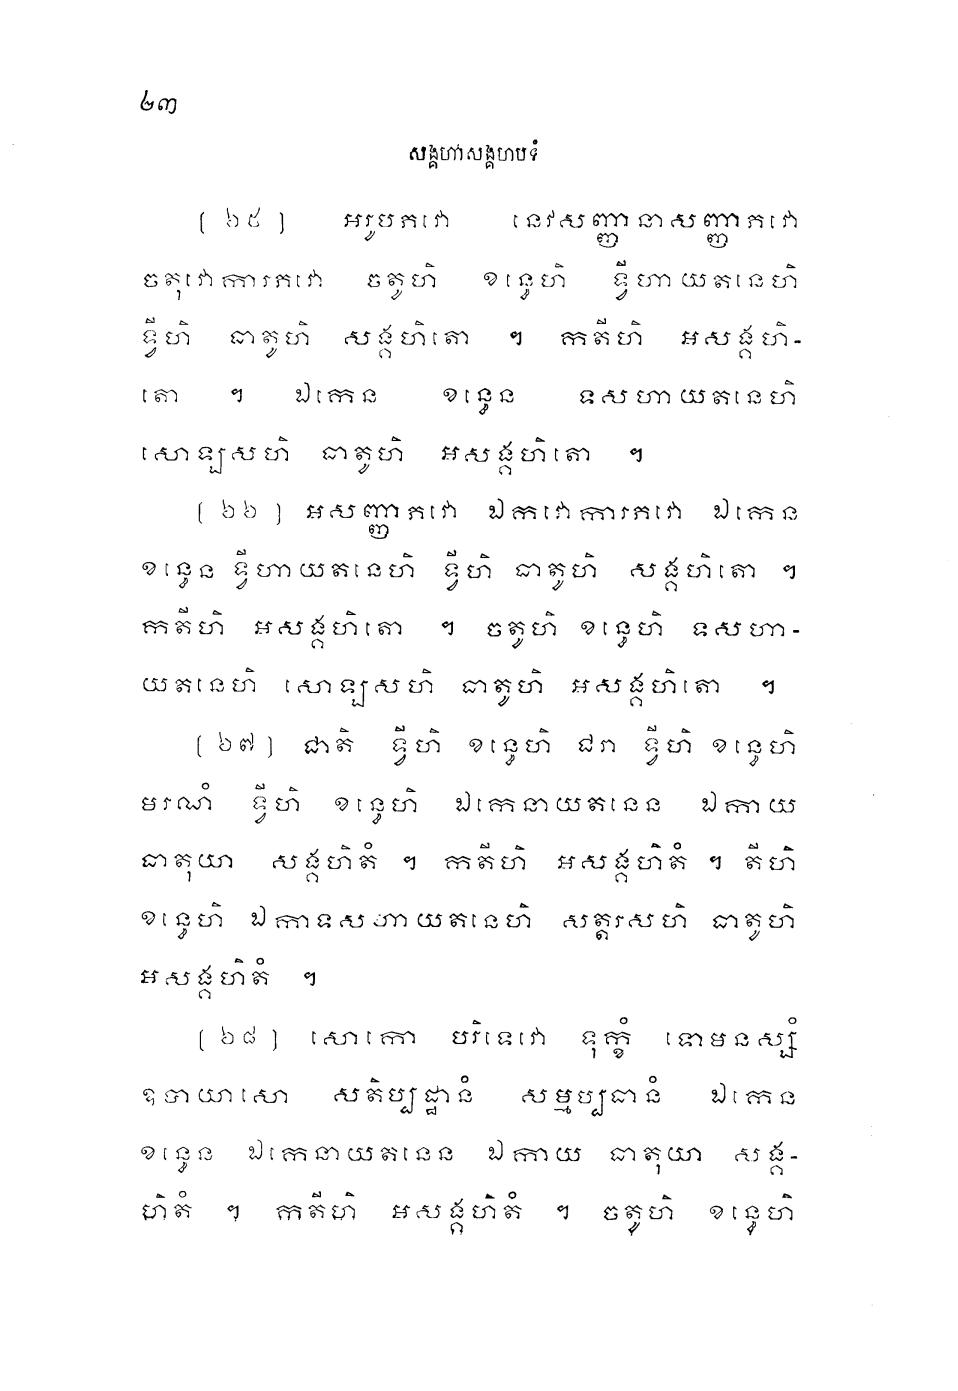 ២៣
សង្គហាសង្គហបទំ
[ ៦៥ ] អរូបភវោ នេវសញ្ញានាសញ្ញាភវោ
ចតុវោការភវោ ចតូហិ ខន្ធេហិ ទ្វីហាយតនេហិ
ទ្វីហិ ធាតូហិ សង្គហិតោ ។ កតីហិ អសង្គហិ-
តោ ។ ឯកេន ខន្ធេន ទសហាយតនេហិ
សោឡសហិ ធាតូហិ អសង្គហិតោ ។
[ ៦៦ ] អសញ្ញាភវោ ឯកវោការភវោ ឯកេន
ខន្ធេន ទ្វីហាយតនេហិ ទ្វីហិ ធាតូហិ សង្គហិតោ ។
កតីហិ អសង្គហិតោ ។ ចតូហិ ខន្ធេហិ ទសហា-
យតនេហិ សោឡសហិ ធាតូហិ អសង្គហិតោ ។
[ ៦៧ ] ជាតិ ទ្វីហិ ខន្ធេហិ ជរា ទ្វីហិ ខន្ធេហិ
មរណំ ទ្វីហិ ខន្ធេហិ ឯកេនាយតនេន ឯកាយ
ធាតុយា សង្គហិតំ ។ កតីហិ អសង្គហិតំ ។ តីហិ
ខន្ធេហិ ឯកាទសហាយតនេហិ សត្តរសហិ ធាតូហិ
អសង្គហិតំ ។
[ ៦៨ ] សោកោ បរិទេវោ ទុក្ខំ ទោមនស្សំ
ឧបាយាសោ សតិប្បដ្ឋានំ សម្មប្បធានំ ឯកេន
ខន្ធេន ឯកេនាយតនេន ឯកាយ ធាតុយា សង្គ-
ហិតំ ។ កតីហិ អសង្គហិតំ ។ ចតូហិ ខន្ធេហិ